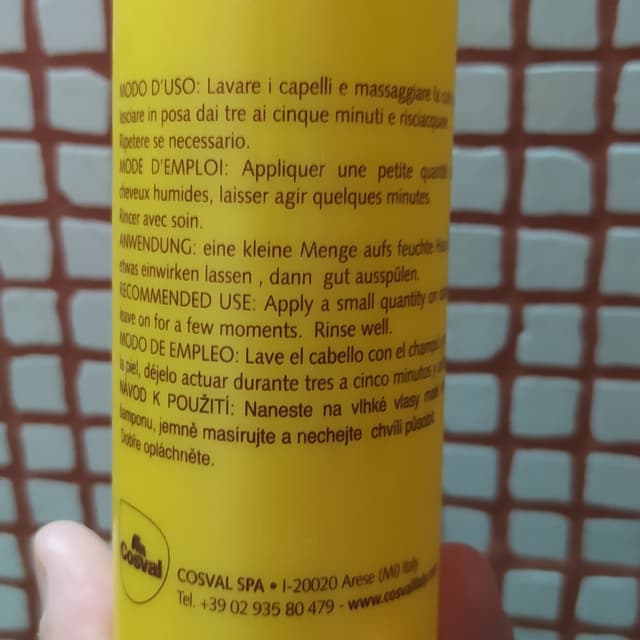 MODO D'USO: Lavare i capelli e massaggiare la
lasciare in posa dai tre ai cinque minuti e risciacquare
Ripetere se necessario.
MODE D'EMPLOI: Appliquer une petite quantité
cheveux humides, laisser agir quelques minutes.
Rincer avec soin.
ANWENDUNG: eine kleine Menge aufs feuchte
etwas einwirken lassen , dann gut ausspülen.
RECOMMENDED USE: Apply a small quantity on
leave on for a few moments. Rinse well.
MODO DE EMPLEO: Lave el cabello con el
la piel, déjelo actuar durante tres a cinco minutos y
NÁVOD K POUŽITÍ: Naneste na vlhké vlasy
šamponu, jemně masírujte a nechejte chvíli působit.
Dobře opláchněte.
Cosval
COSVAL SPA • I-20020 Arese (MI) Italy
Tel. +39 02 935 80 479 - www.cosvalitaly.com